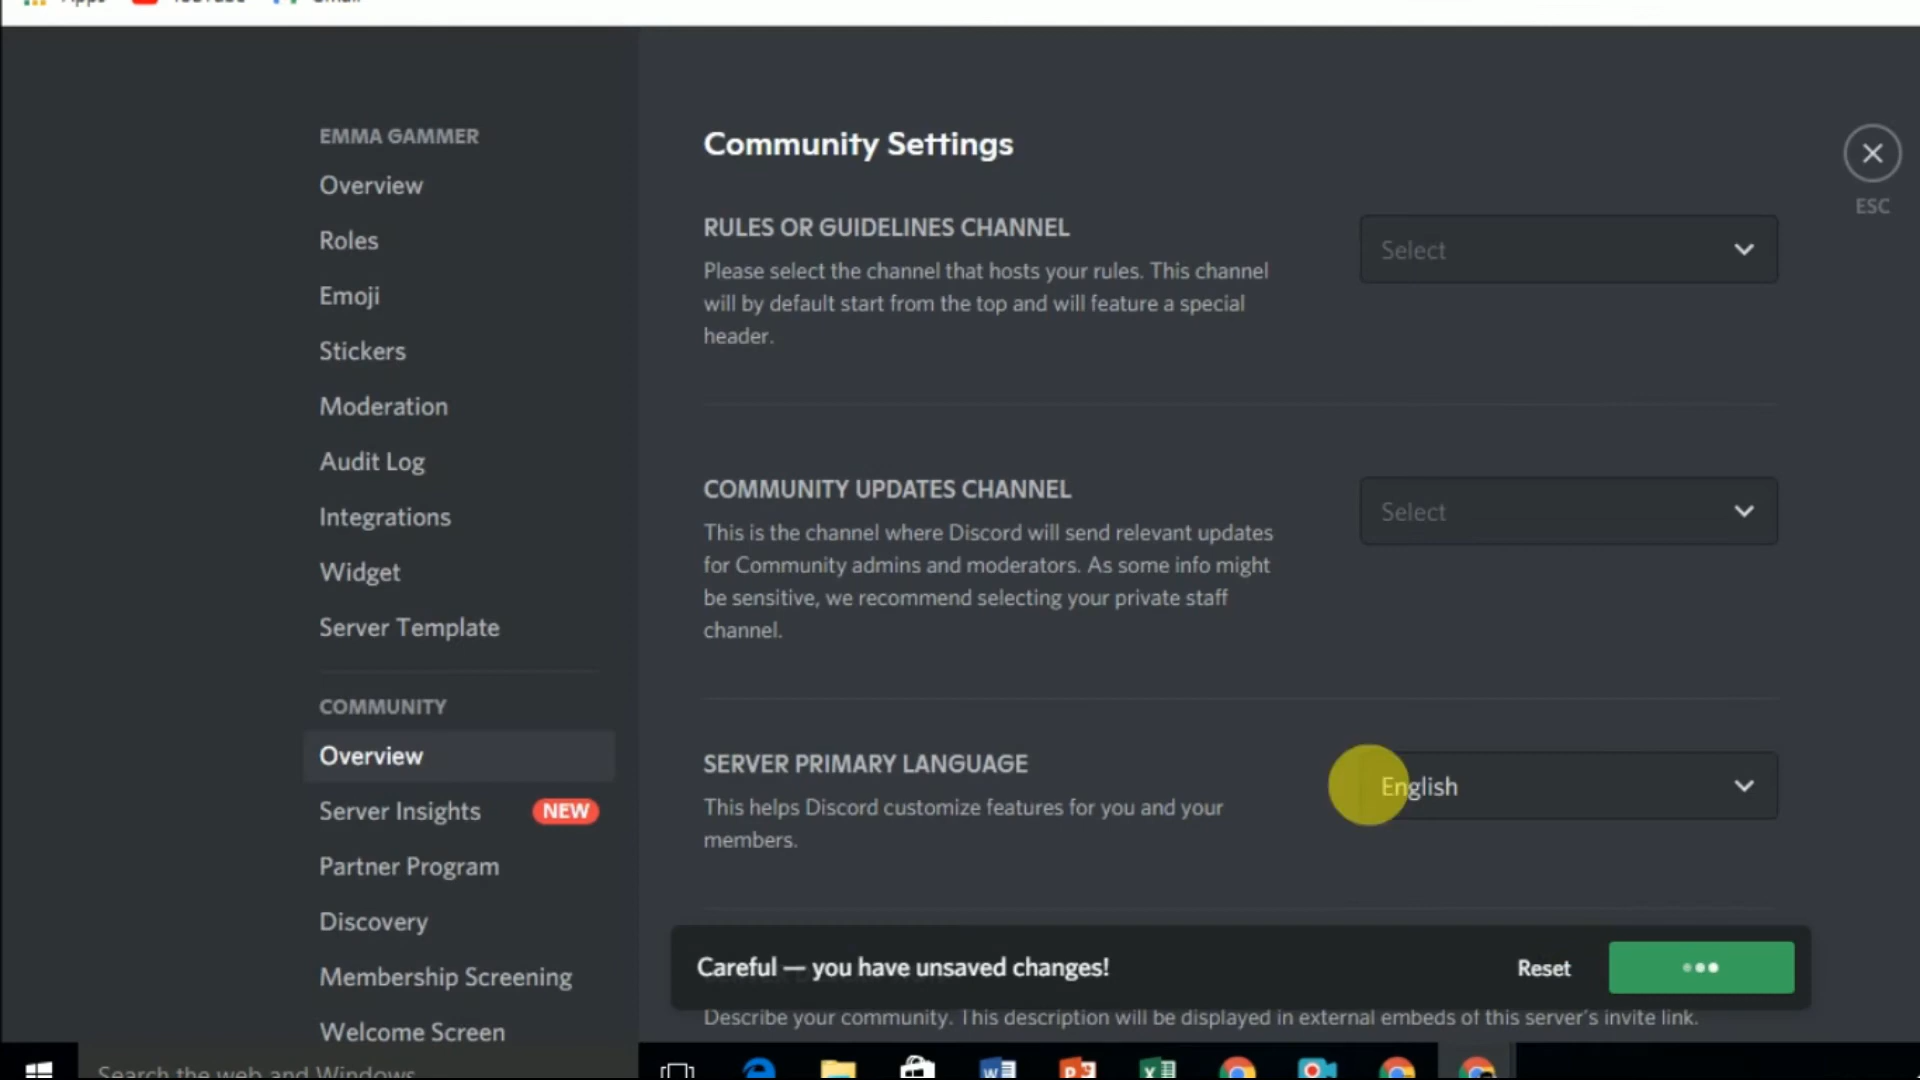 Apps YouTube Gmail
EMMA GAMMER
Overview
Roles
Emoji
Stickers
Moderation
Audit Log
Integrations
Widget
Server Template
COMMUNITY
Overview
Server Insights NEW
Partner Program
Discovery
Membership Screening
Welcome Screen
Community Settings
RULES OR GUIDELINES CHANNEL
Please select the channel that hosts your rules. This channel
will by default start from the top and will feature a special
header.
Select
COMMUNITY UPDATES CHANNEL
This is the channel where Discord will send relevant updates
for Community admins and moderators. As some info might
be sensitive, we recommend selecting your private staff
channel.
Select
SERVER PRIMARY LANGUAGE
This helps Discord customize features for you and your
members.
English
Careful — you have unsaved changes!
Reset
Describe your community. This description will be displayed in external embeds of this server's invite link.
ESC
Search the web and Windows